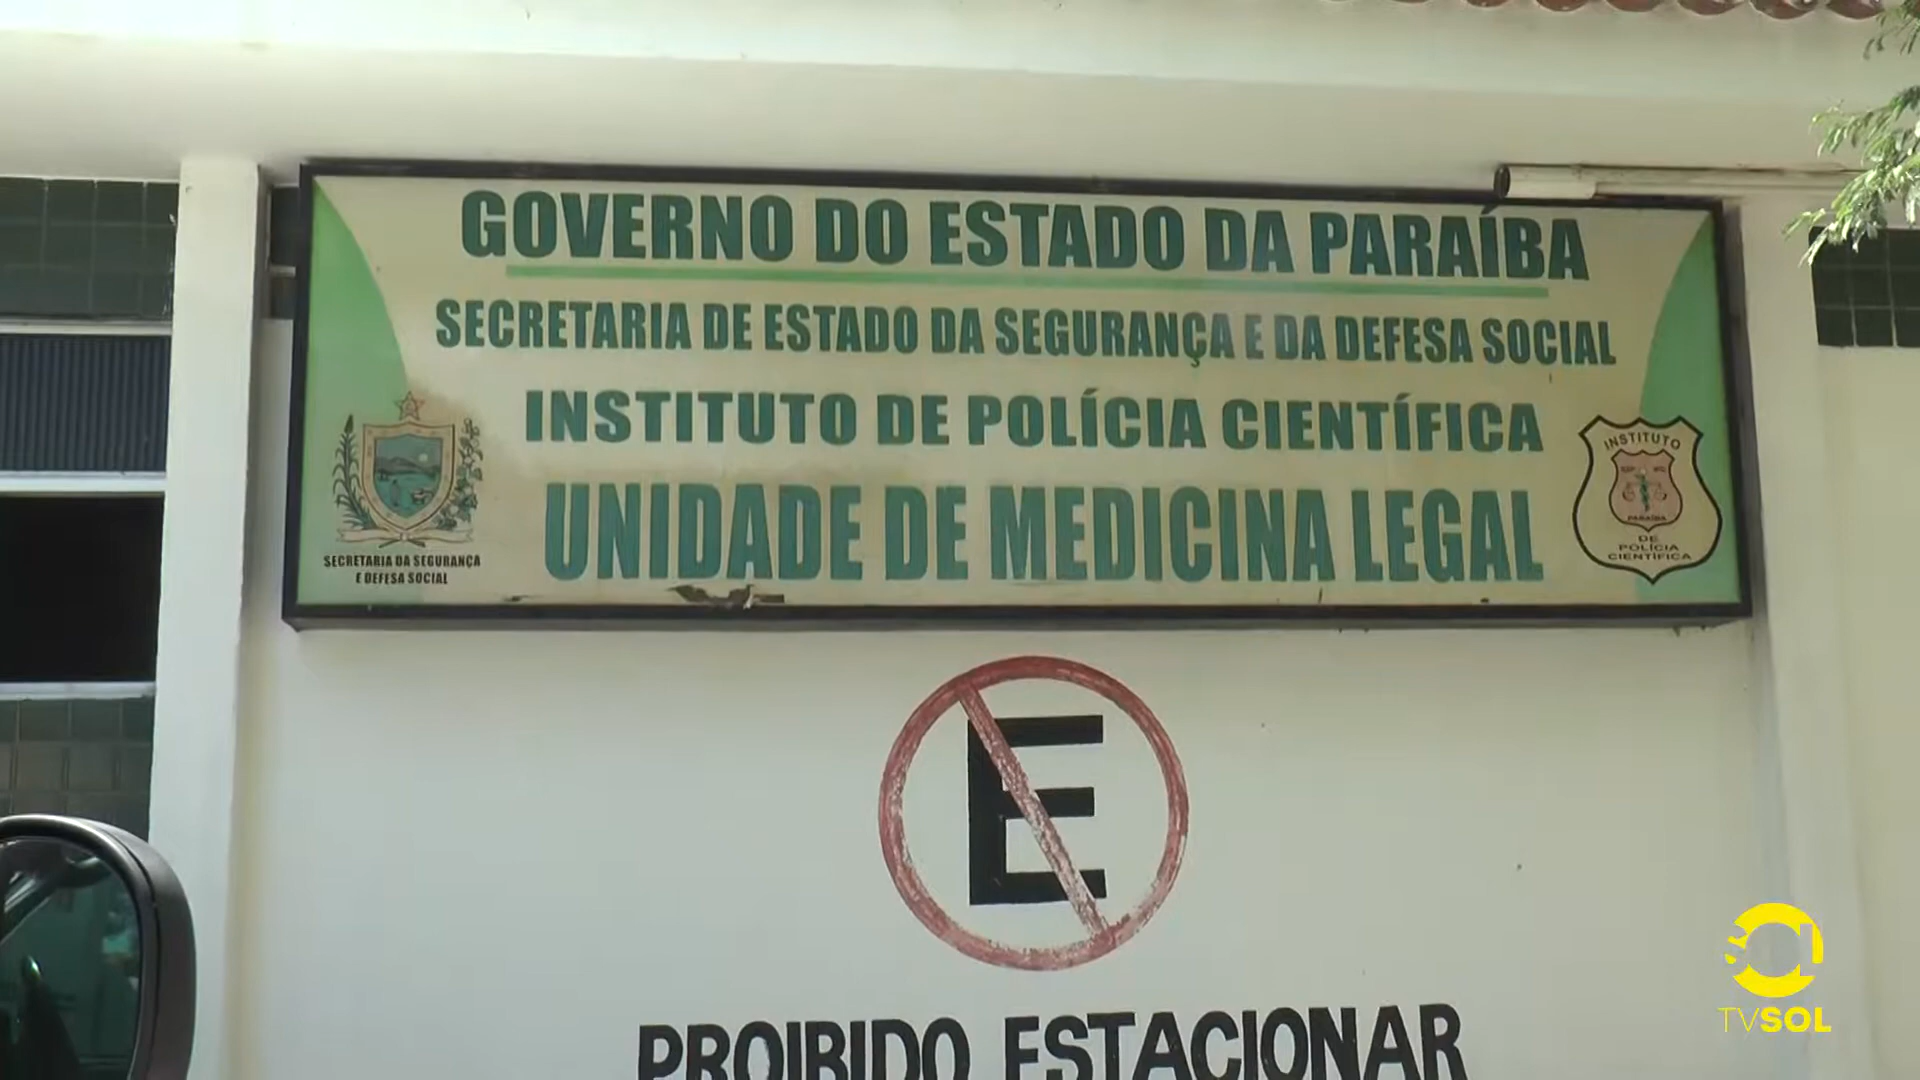 GOVERNO DO ESTADO DA PARAÍBA
SECRETARIA DE ESTADO DA SEGURANÇA E DA DEFESA SOCIAL
INSTITUTO DE POLÍCIA CIENTÍFICA
UNIDADE DE MEDICINA LEGAL
SECRETARIA DA SEGURANÇA
E DEFESA SOCIAL
INSTITUTO
PARAÍBA
DE
POLÍCIA
CIENTÍFICA
E
PROIBIDO ESTACIONAR
TVSOL